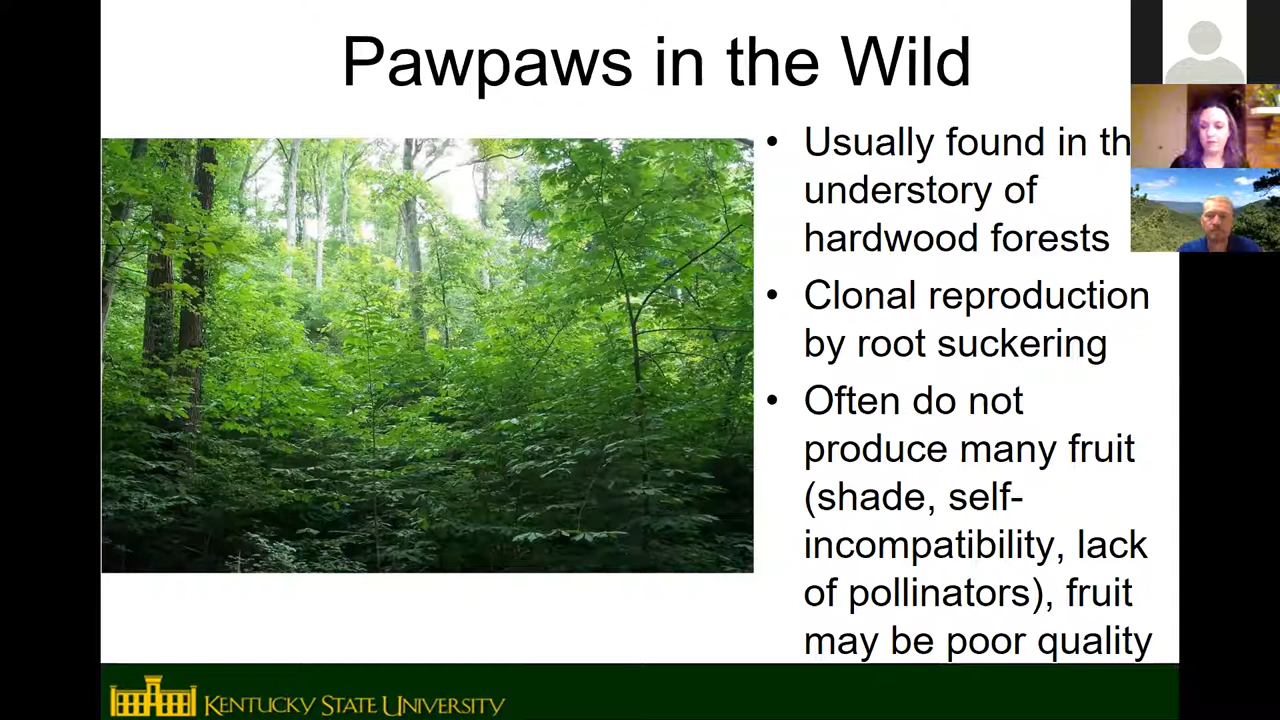 Pawpaws in the Wild
• Usually found in th
understory of
hardwood forests
• Clonal reproduction
by root suckering
• Often do not
produce many fruit
(shade, self-
incompatibility, lack
of pollinators), fruit
may be poor quality
KENTUCKY STATE UNIVERSITY